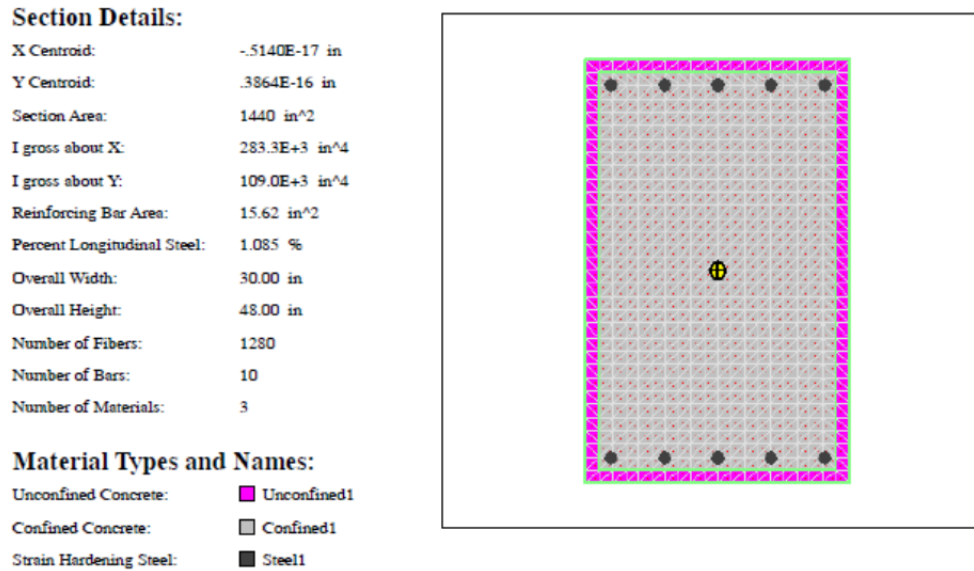 Section Details:
X Centroid: -.5140E-17 in
Y Centroid: .3864E-16 in
Section Area: 1440 in^2
I gross about X: 283.3E+3 in^4
I gross about Y: 109.0E+3 in^4
Reinforcing Bar Area: 15.62 in^2
Percent Longitudinal Steel: 1.085 %
Overall Width: 30.00 in
Overall Height: 48.00 in
Number of Fibers: 1280
Number of Bars: 10
Number of Materials: 3
Material Types and Names:
Unconfined Concrete: Unconfined1
Confined Concrete: Confined1
Strain Hardening Steel: Steel1